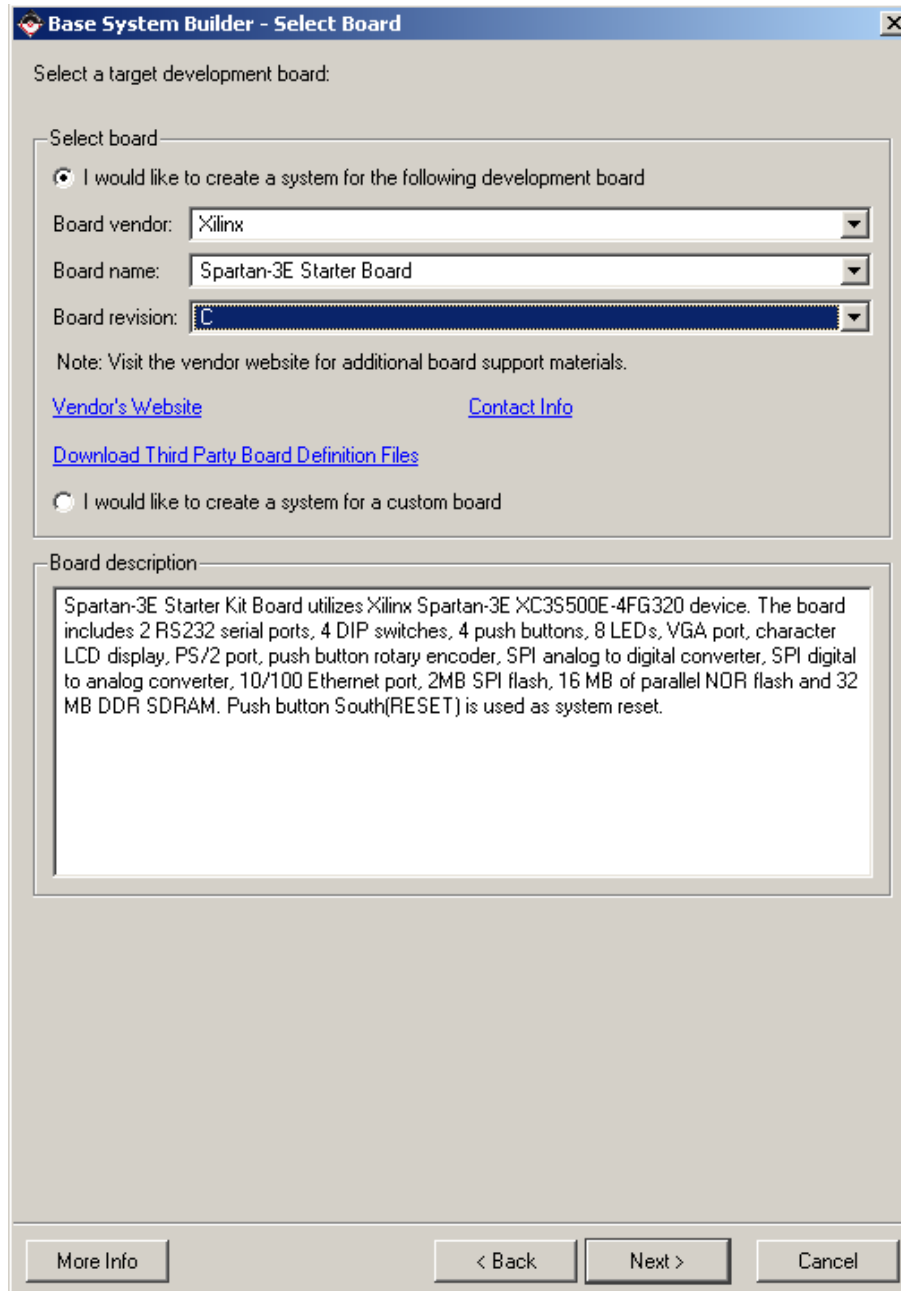 Base System Builder - Select Board
Select a target development board:
Select board
I would like to create a system for the following development board
Board vendor: Xilinx
Board name: Spartan-3E Starter Board
Board revision: C
Note: Visit the vendor website for additional board support materials.
Vendor's Website Contact Info
Download Third Party Board Definition Files
I would like to create a system for a custom board
Board description
Spartan-3E Starter Kit Board utilizes Xilinx Spartan-3E XC3S500E-4FG320 device. The board
includes 2 RS232 serial ports, 4 DIP switches, 4 push buttons, 8 LEDs, VGA port, character
LCD display, PS/2 port, push button rotary encoder, SPI analog to digital converter, SPI digital
to analog converter, 10/100 Ethernet port, 2MB SPI flash, 16 MB of parallel NOR flash and 32
MB DDR SDRAM. Push button South(RESET) is used as system reset.
More Info < Back Next > Cancel